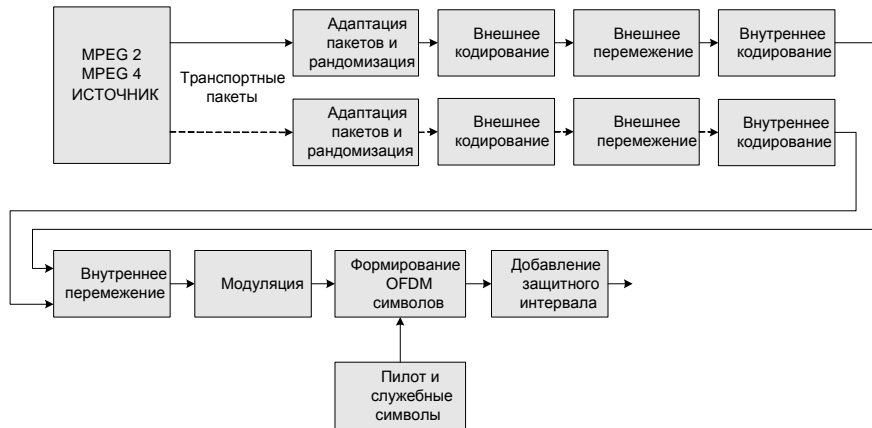 MPEG 2
MPEG 4
ИСТОЧНИК
Транспортные
пакеты
Адаптация
пакетов и
рандомизация
Внешнее
кодирование
Внешнее
перемежение
Внутреннее
кодирование
Адаптация
пакетов и
рандомизация
Внешнее
кодирование
Внешнее
перемежение
Внутреннее
кодирование
Внутреннее
перемежение
Модуляция
Формирование
OFDM
символов
Добавление
защитного
интервала
Пилот и
служебные
символы